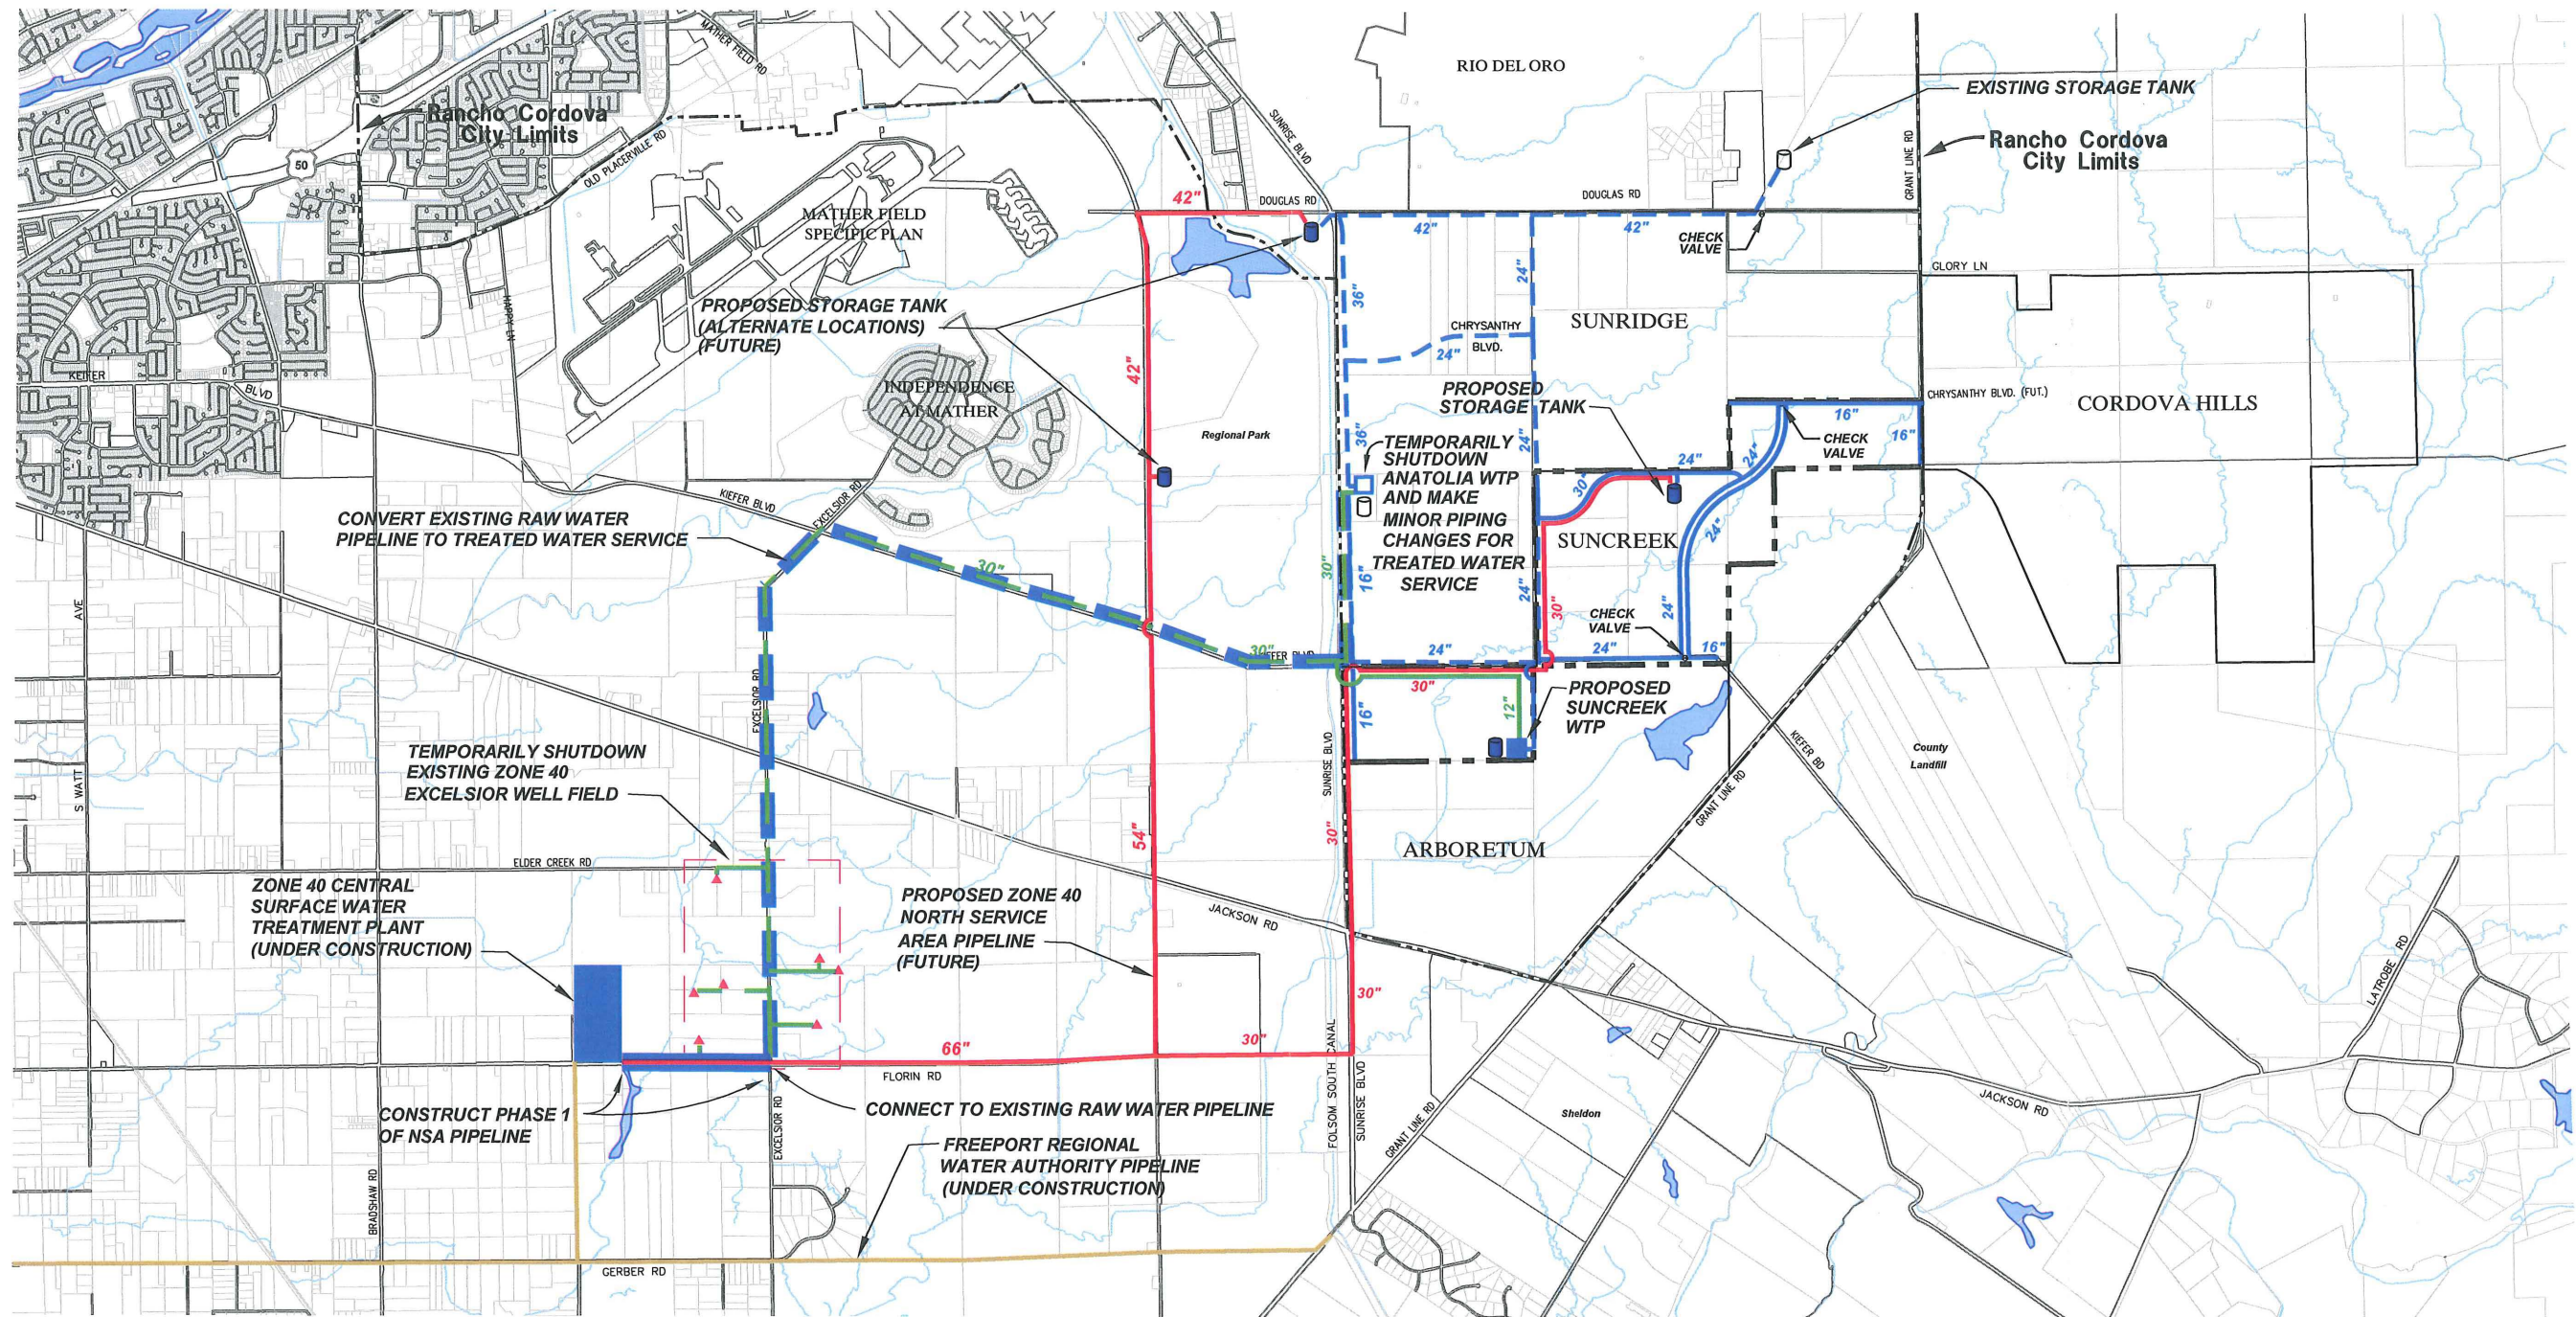 MATHER FIELD RD
RIO DEL ORO
EXISTING STORAGE TANK
Rancho Cordova
City Limits
50
OLD PLACERVILLE RD
SUNRISE BLVD
GRANT LINE RD
Rancho Cordova
City Limits
42"
DOUGLAS RD
DOUGLAS RD
MATHER FIELD
SPECIFIC PLAN
42"
42"
CHECK
VALVE
GLORY LN
HAPPY LN
PROPOSED STORAGE TANK
(ALTERNATE LOCATIONS)
(FUTURE)
36"
24"
CHRYSANTHY
BLVD.
24"
SUNRIDGE
KEIFER
BLVD
INDEPENDENCE
AT MATHER
42"
PROPOSED
STORAGE TANK
CHRYSANTHY BLVD. (FUT.)
CORDOVA HILLS
16"
16"
CHECK
VALVE
Regional Park
36"
24"
TEMPORARILY
SHUTDOWN
ANATOLIA WTP
AND MAKE
MINOR PIPING
CHANGES FOR
TREATED WATER
SERVICE
24"
24"
30"
KIEFER BLVD
EXCELSIOR RD
CONVERT EXISTING RAW WATER
PIPELINE TO TREATED WATER SERVICE
SUNCREEK
24"
30"
30"
16"
24"
30"
24"
CHECK
VALVE
S WATT
AVE
30"
24"
24"
16"
EXCELSIOR RD
30"
16"
12"
PROPOSED
SUNCREEK
WTP
TEMPORARILY SHUTDOWN
EXISTING ZONE 40
EXCELSIOR WELL FIELD
SUNRISE BLVD
KIEFER BD
County
Landfill
GRANT LINE RD
54"
30"
ARBORETUM
ELDER CREEK RD
ZONE 40 CENTRAL
SURFACE WATER
TREATMENT PLANT
(UNDER CONSTRUCTION)
PROPOSED ZONE 40
NORTH SERVICE
AREA PIPELINE
(FUTURE)
JACKSON RD
LATROBE RD
30"
66"
30"
FLORIN RD
FOLSOM SOUTH CANAL
SUNRISE BLVD
CONSTRUCT PHASE 1
OF NSA PIPELINE
CONNECT TO EXISTING RAW WATER PIPELINE
EXCELSIOR RD
GRANT LINE RD
Sheldon
JACKSON RD
FREEPORT REGIONAL
WATER AUTHORITY PIPELINE
(UNDER CONSTRUCTION)
BRADSHAW RD
GERBER RD